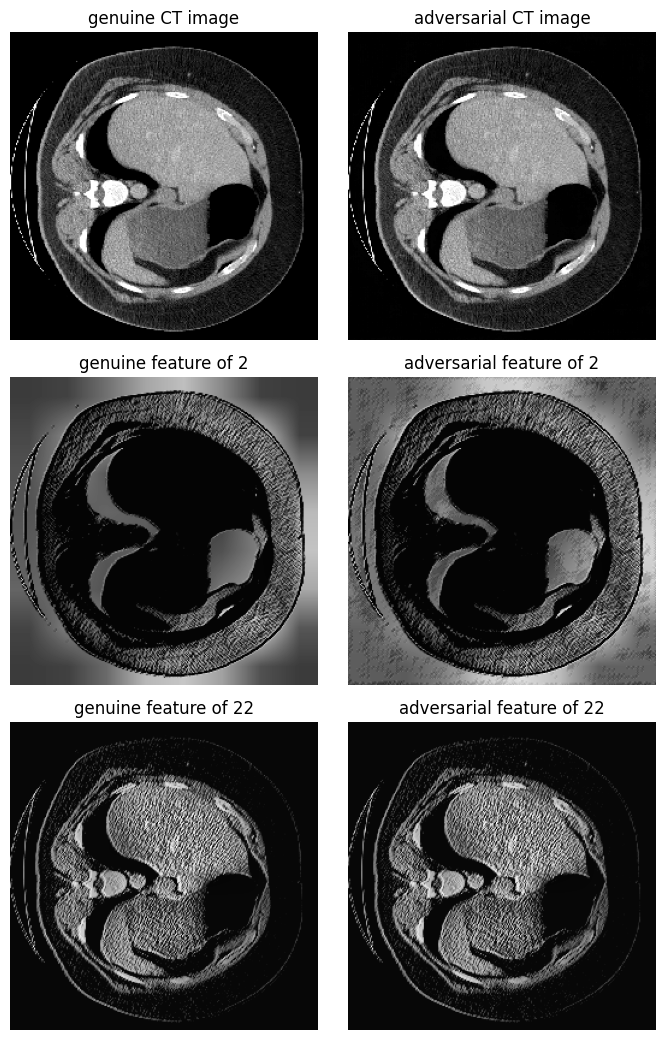 genuine CT image
adversarial CT image
genuine feature of 2
adversarial feature of 2
genuine feature of 22
adversarial feature of 22